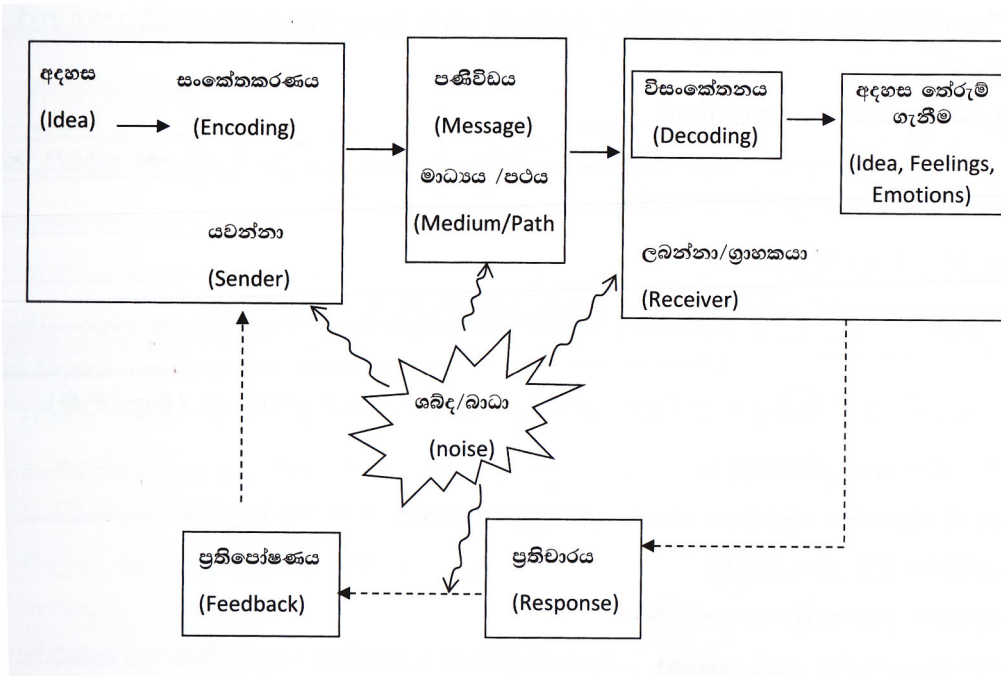 අදහස
(Idea)
සංකේතකරණය
(Encoding)
යවන්නා
(Sender)
පණිවිඩය
(Message)
මාධ්‍යය /පථය
(Medium/Path
විසංකේතනය
(Decoding)
අදහස තේරුම්
ගැනීම
(Idea, Feelings,
Emotions)
ලබන්නා/ග්‍රාහකයා
(Receiver)
ශබ්ද/බාධා
(noise)
ප්‍රතිපෝෂණය
(Feedback)
ප්‍රතිචාරය
(Response)